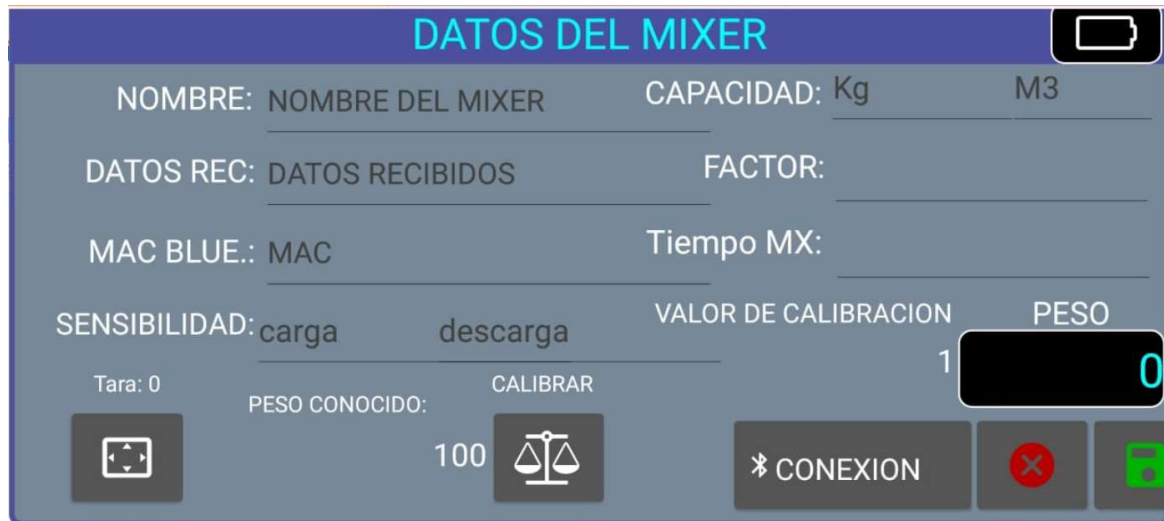 DATOS DEL MIXER
NOMBRE: NOMBRE DEL MIXER CAPACIDAD: Kg M3
DATOS REC: DATOS RECIBIDOS FACTOR:
MAC BLUE.: MAC Tiempo MX:
SENSIBILIDAD: carga descarga VALOR DE CALIBRACION PESO
1 0
Tara: 0 PESO CONOCIDO: CALIBRAR
100 CONEXION